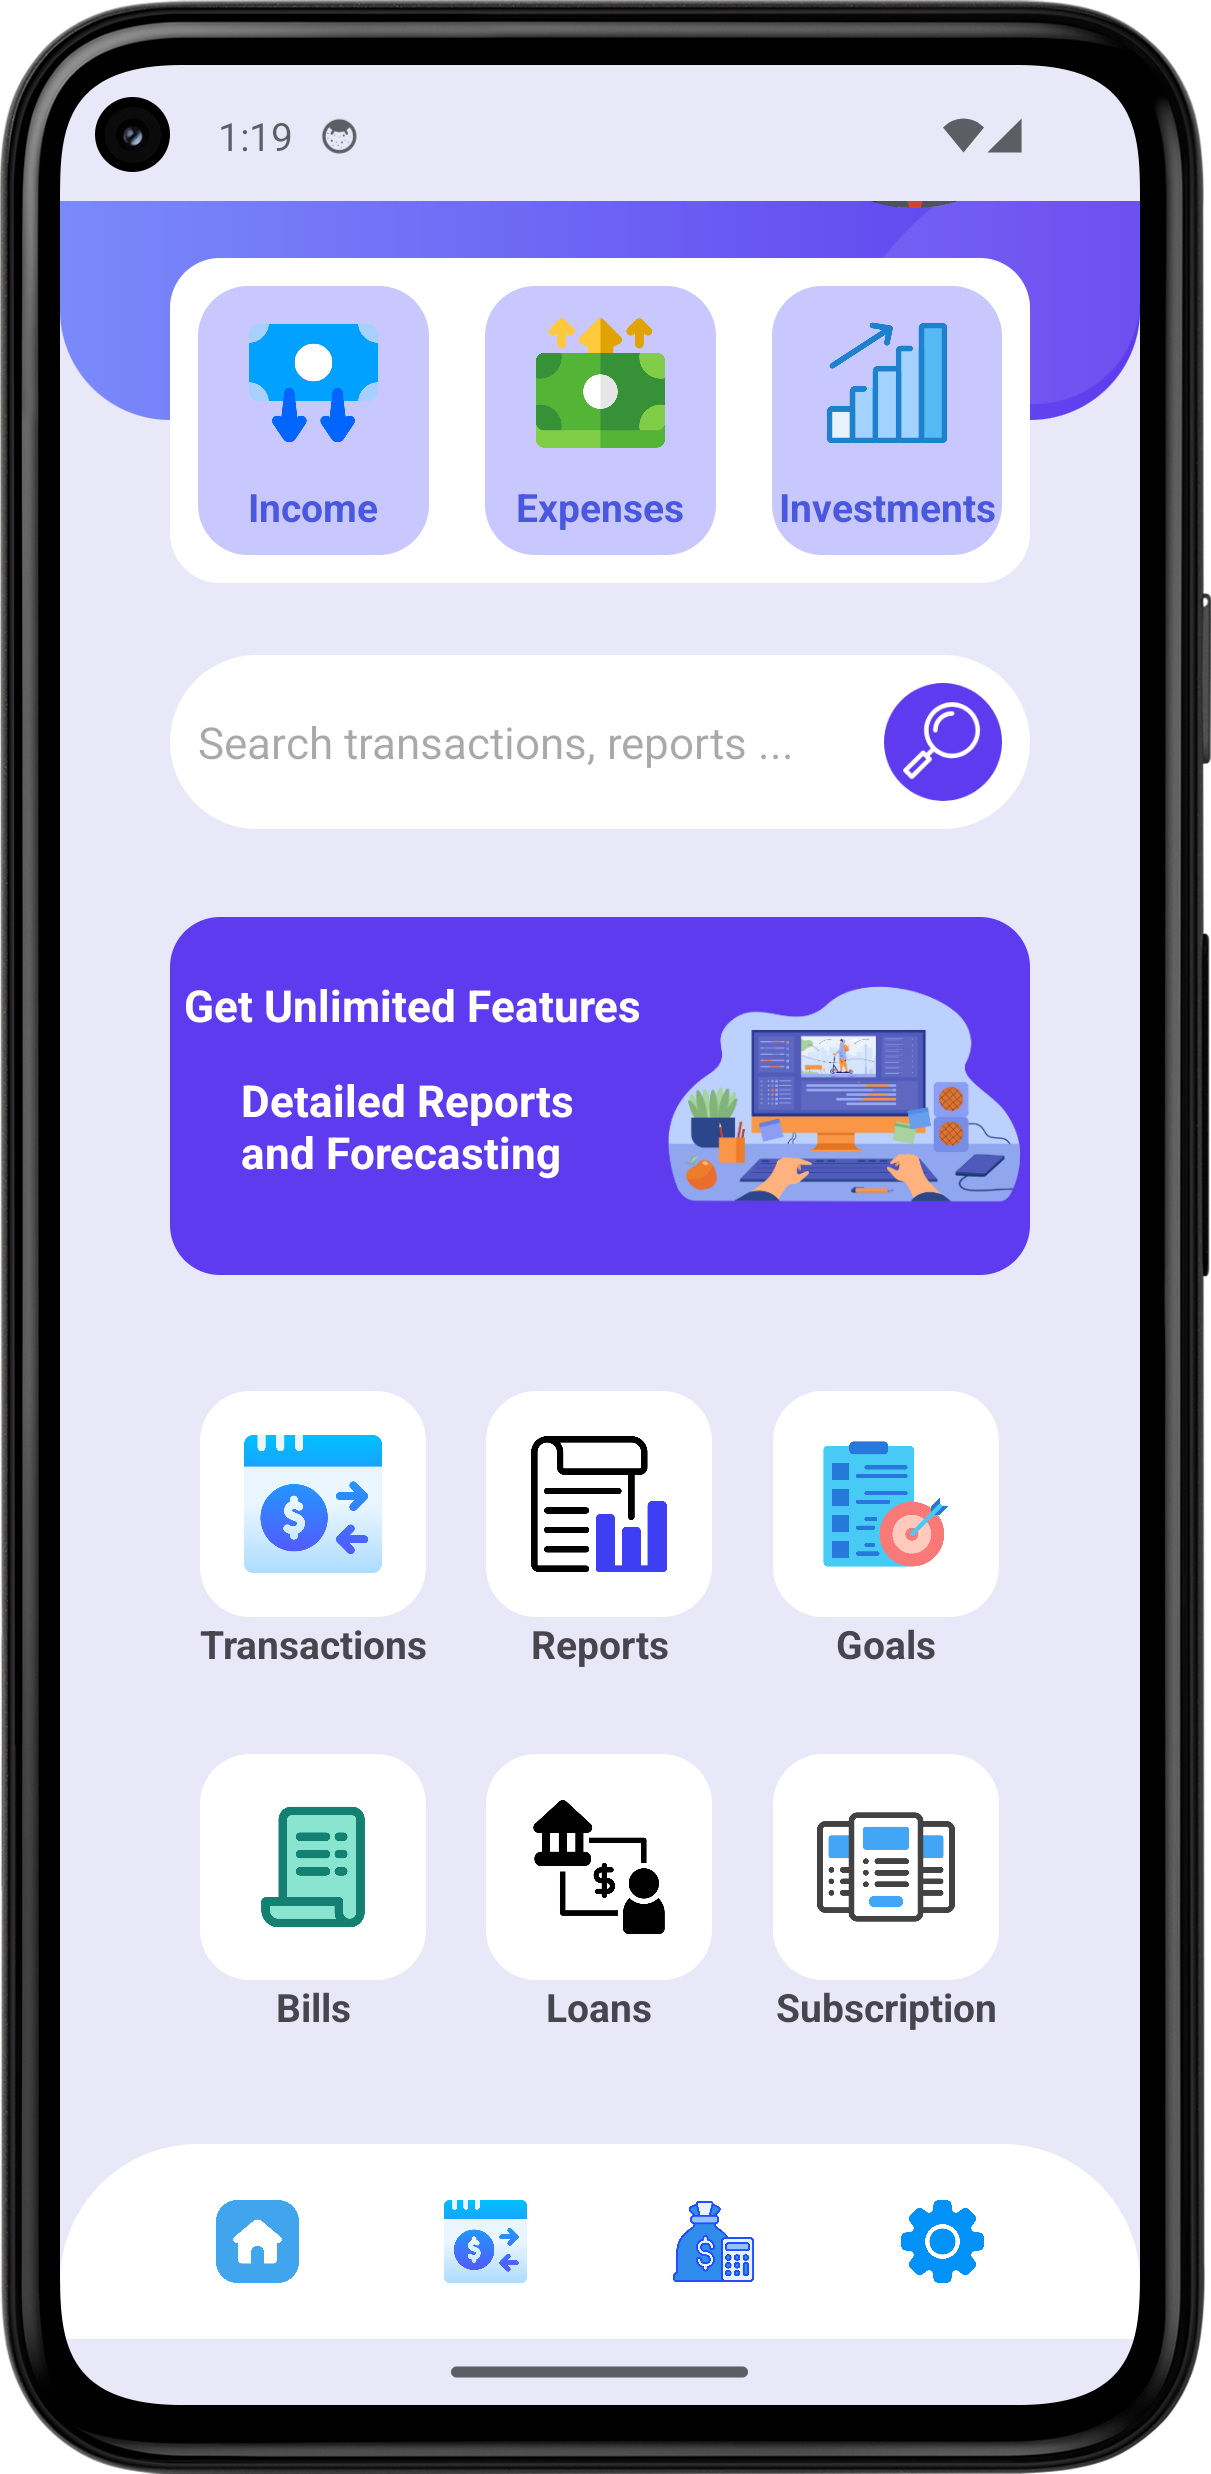 1:19
Income
Expenses
Investments
Search transactions, reports ...
Get Unlimited Features
Detailed Reports
and Forecasting
Transactions
Reports
Goals
Bills
Loans
Subscription